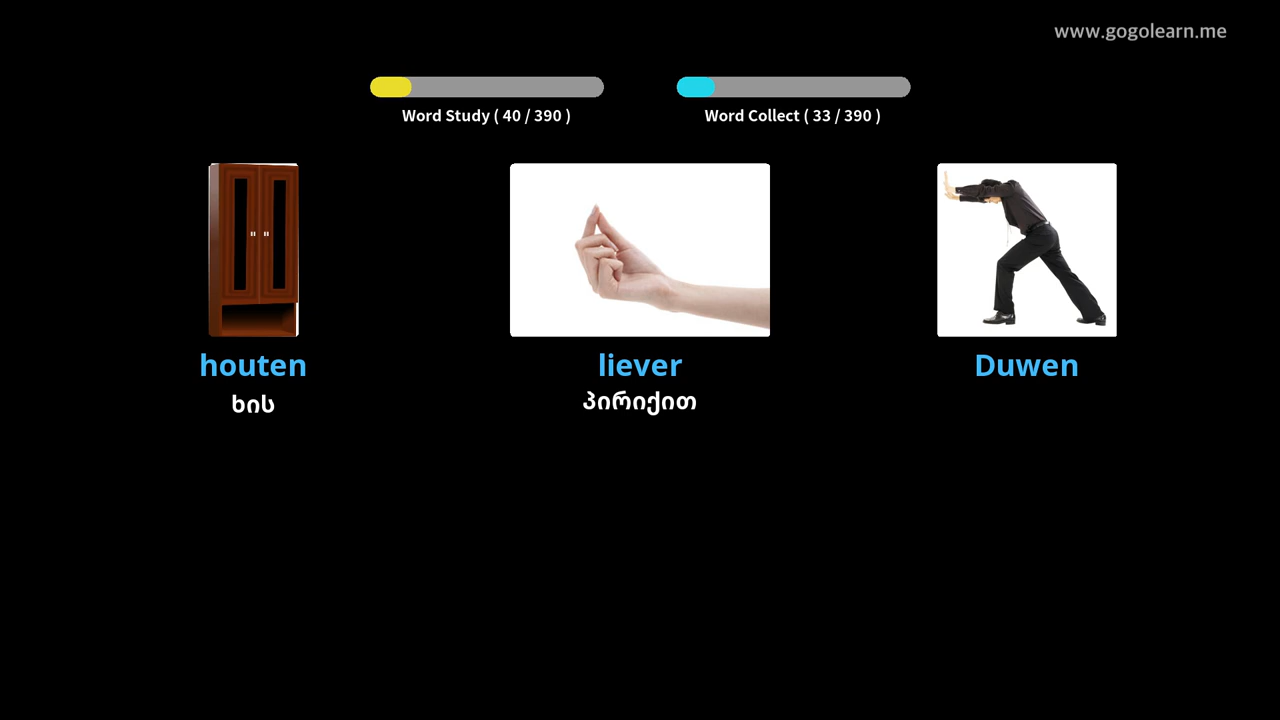 www.gogolearn.me
Word Study ( 40 / 390 )
Word Collect ( 33 / 390 )
houten
ხის
liever
პირიქით
Duwen